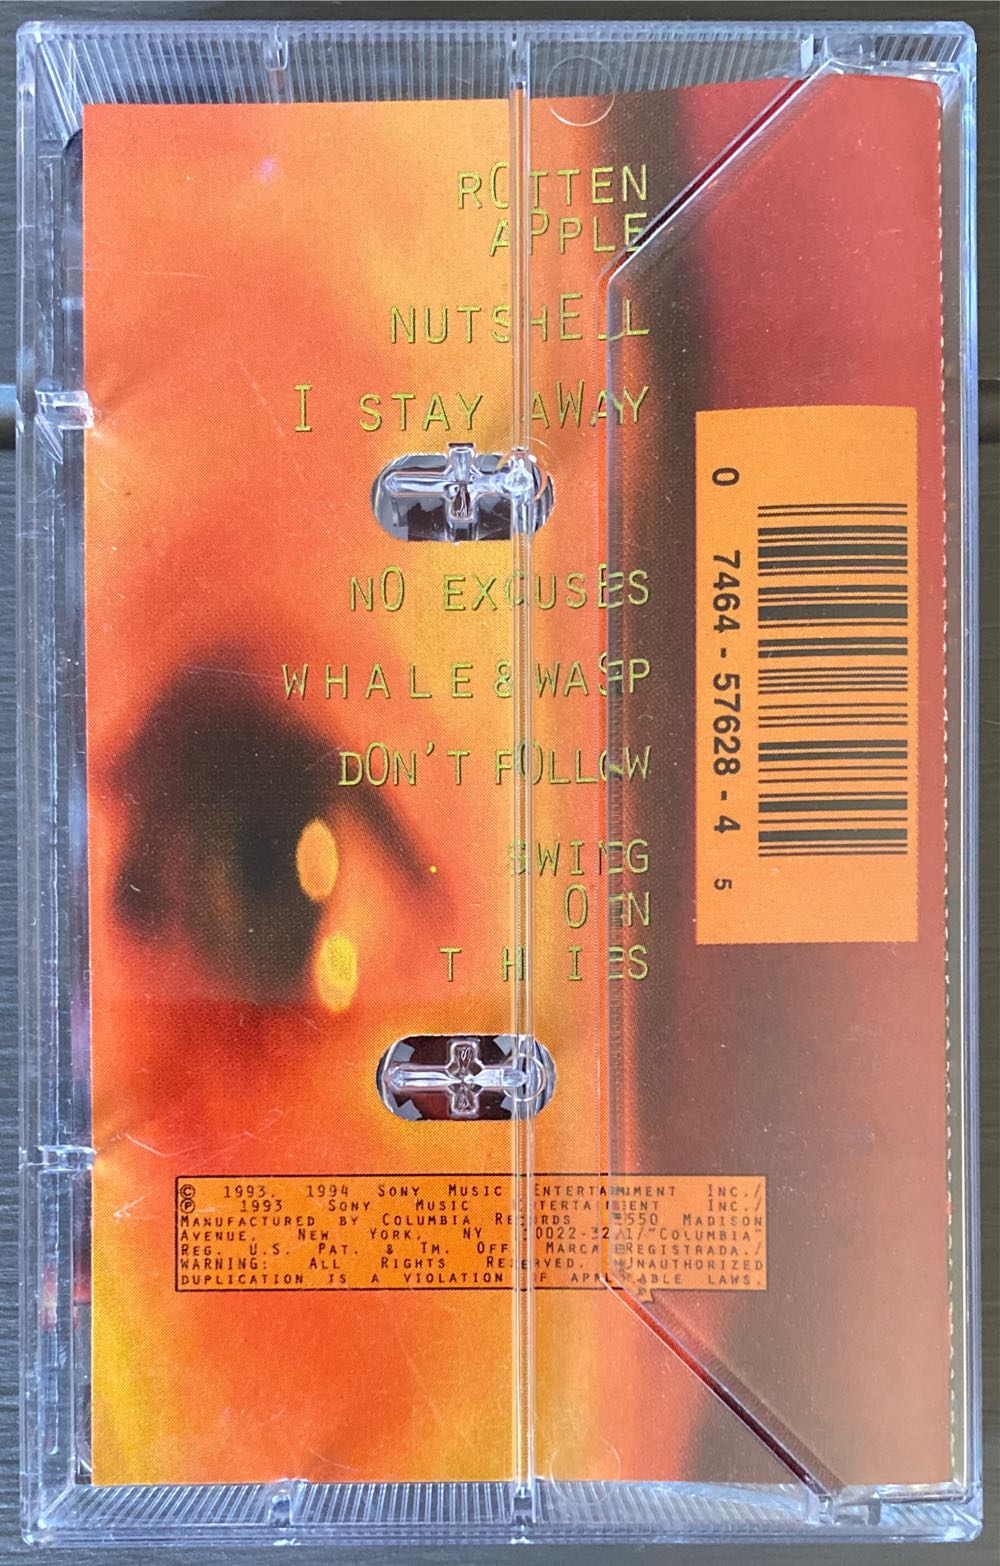 ROTTEN
APPLE
NUTSHELL
I STAY AWAY
NO EXCUSES
WHALE & WASP
DON'T FOLLOW
SWING
ON
THIS
0 7464-57628-4 5
© 1993, 1994 SONY MUSIC ENTERTAINMENT INC./
℗ 1993 SONY MUSIC ENTERTAINMENT INC./
MANUFACTURED BY COLUMBIA RECORDS 550 MADISON
AVENUE, NEW YORK, NY 10022-3211/"COLUMBIA"
REG. U.S. PAT. & TM. OFF. MARCA REGISTRADA./
WARNING: ALL RIGHTS RESERVED. UNAUTHORIZED
DUPLICATION IS A VIOLATION OF APPLICABLE LAWS.